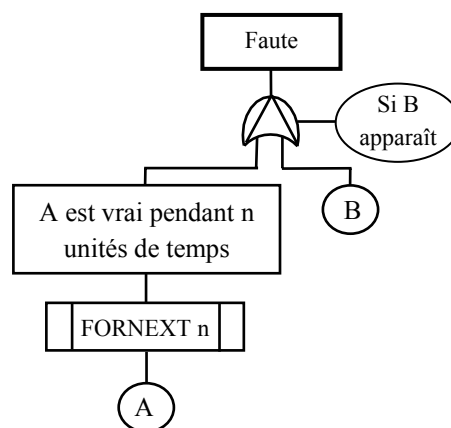 Faute
Si B
apparaît
A est vrai pendant n
unités de temps
B
FORNEXT n
A